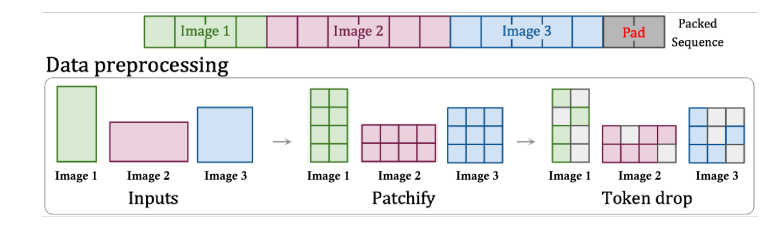 Image 1 Image 2 Image 3 Pad Packed
Sequence
Data preprocessing
Image 1 Image 2 Image 3 Image 1 Image 2 Image 3 Image 1 Image 2 Image 3
Inputs Patchify Token drop